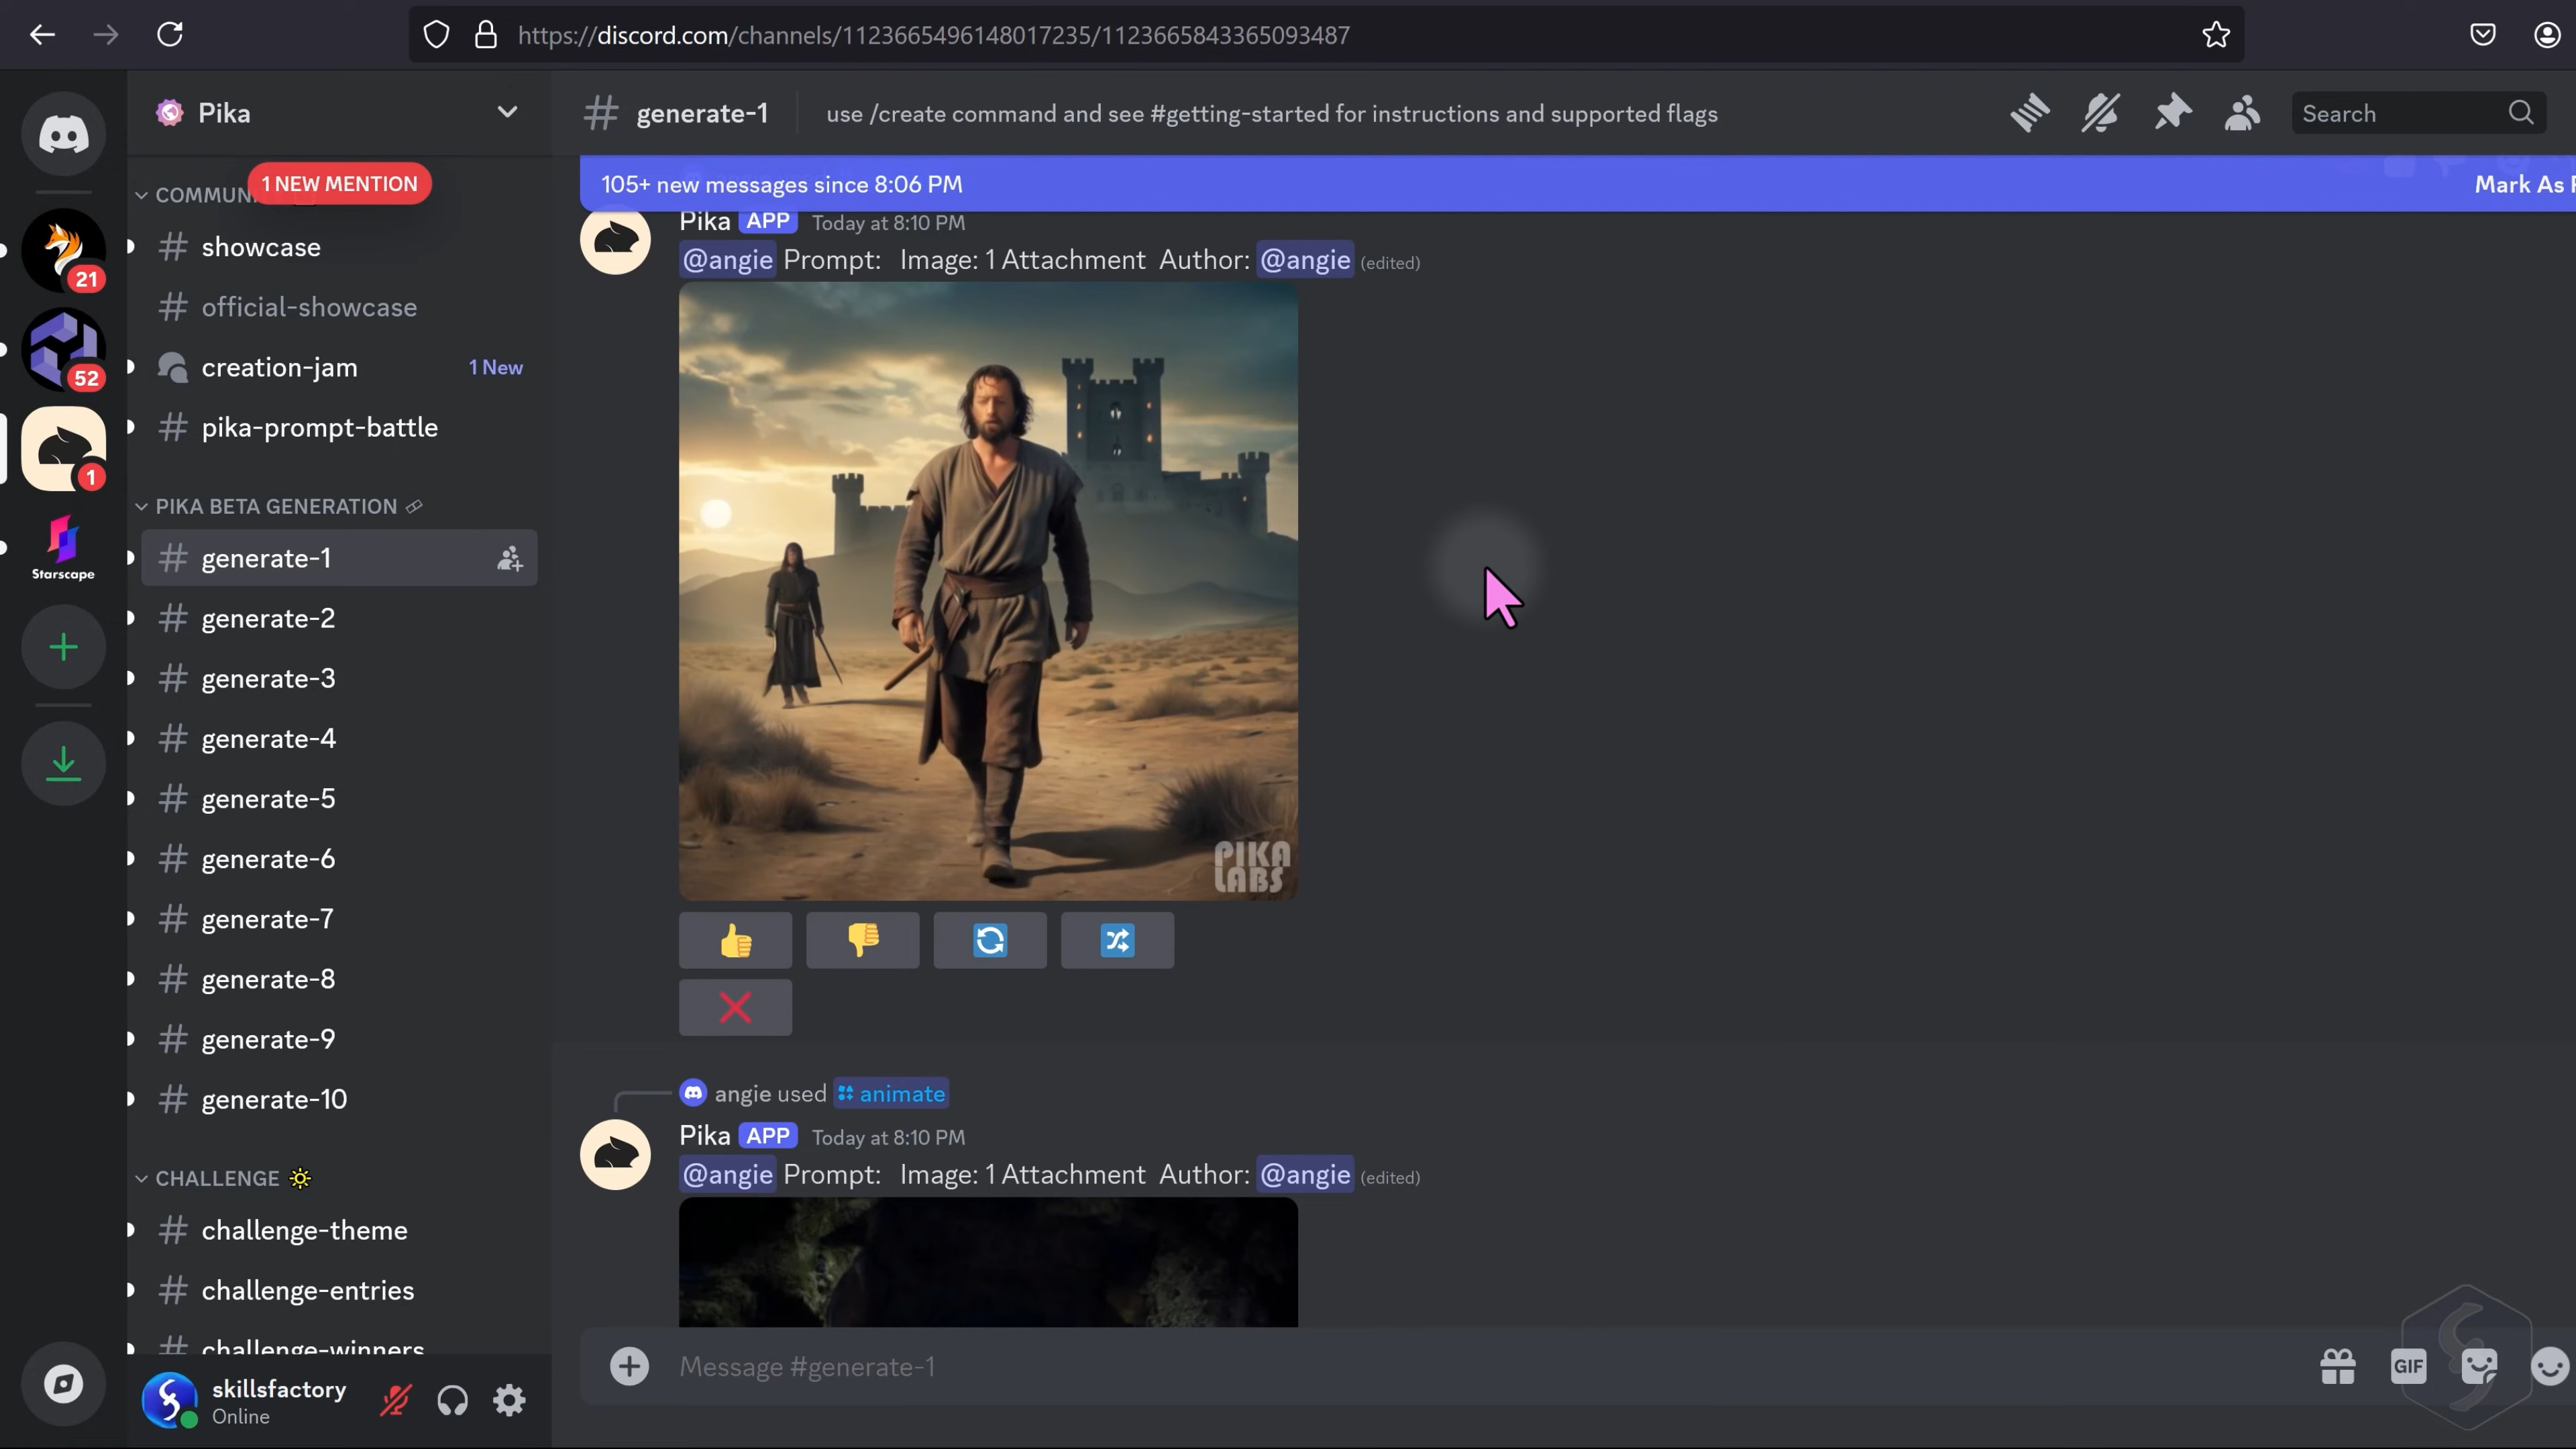 https://discord.com/channels/1123665496148017235/1123665843365093487
Pika
generate-1
use /create command and see #getting-started for instructions and supported flags
Search
1 NEW MENTION
showcase
official-showcase
creation-jam
1 New
pika-prompt-battle
PIKA BETA GENERATION
generate-1
generate-2
generate-3
generate-4
generate-5
generate-6
generate-7
generate-8
generate-9
generate-10
CHALLENGE
challenge-theme
challenge-entries
challenge-winners
21
52
1
Starscape
skillsfactory
Online
105+ new messages since 8:06 PM
Mark As
Pika APP Today at 8:10 PM
@angie Prompt: Image: 1 Attachment Author: @angie (edited)
PIKA
LABS
angie used animate
Pika APP Today at 8:10 PM
@angie Prompt: Image: 1 Attachment Author: @angie (edited)
Message #generate-1
GIF